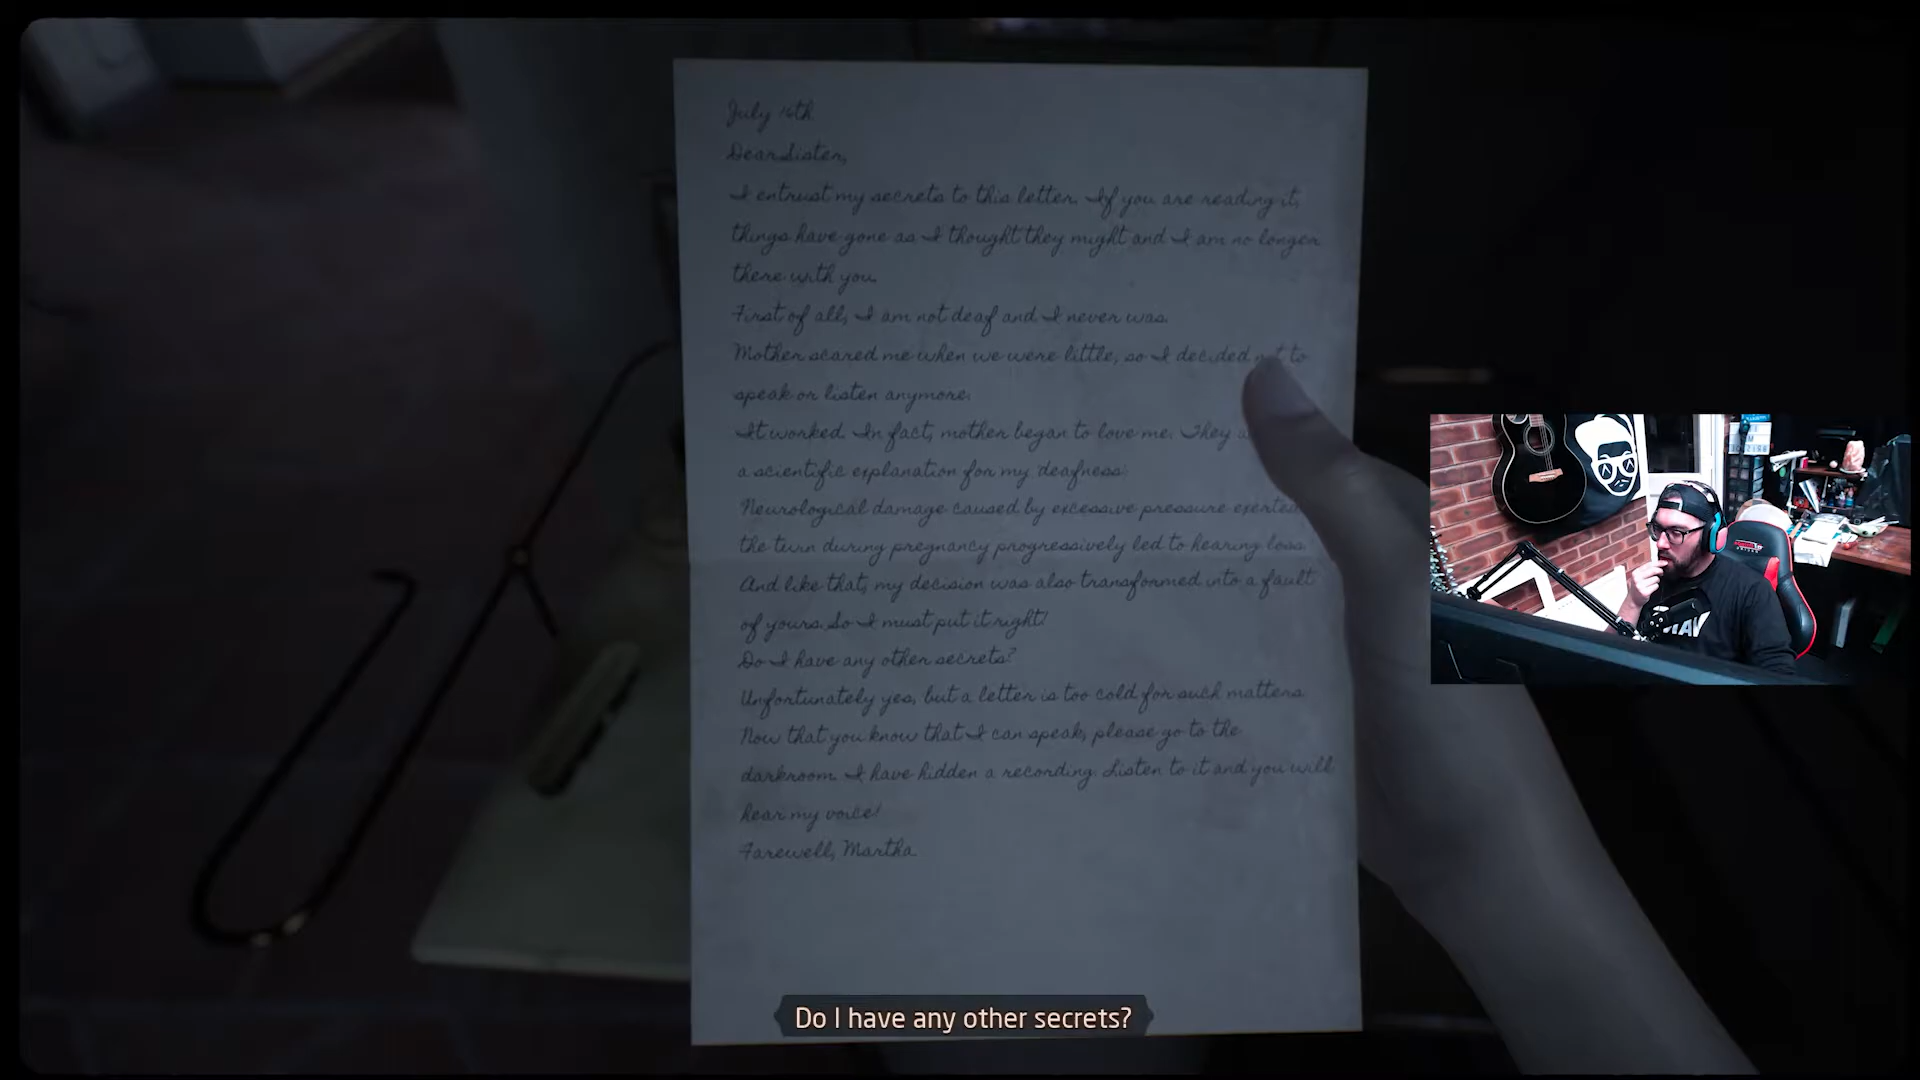 July 16th
Dear Sister,
I entrust my secrets to this letter. If you are reading it,
things have gone as I thought they might and I am no longer
there with you.
First of all, I am not deaf and I never was.
Mother scared me when we were little, so I decided not to
speak or listen anymore.
It worked. In fact, mother began to love me. They
a scientific explanation for my 'deafness':
Neurological damage caused by excessive pressure exerted
the twin during pregnancy progressively led to hearing loss.
And like that, my decision was also transformed into a fault
of yours. So I must put it right!
Do I have any other secrets?
Unfortunately yes, but a letter is too cold for such matters.
Now that you know that I can speak, please go to the
darkroom. I have hidden a recording. Listen to it and you will
hear my voice!
Farewell, Martha.
Do I have any other secrets?